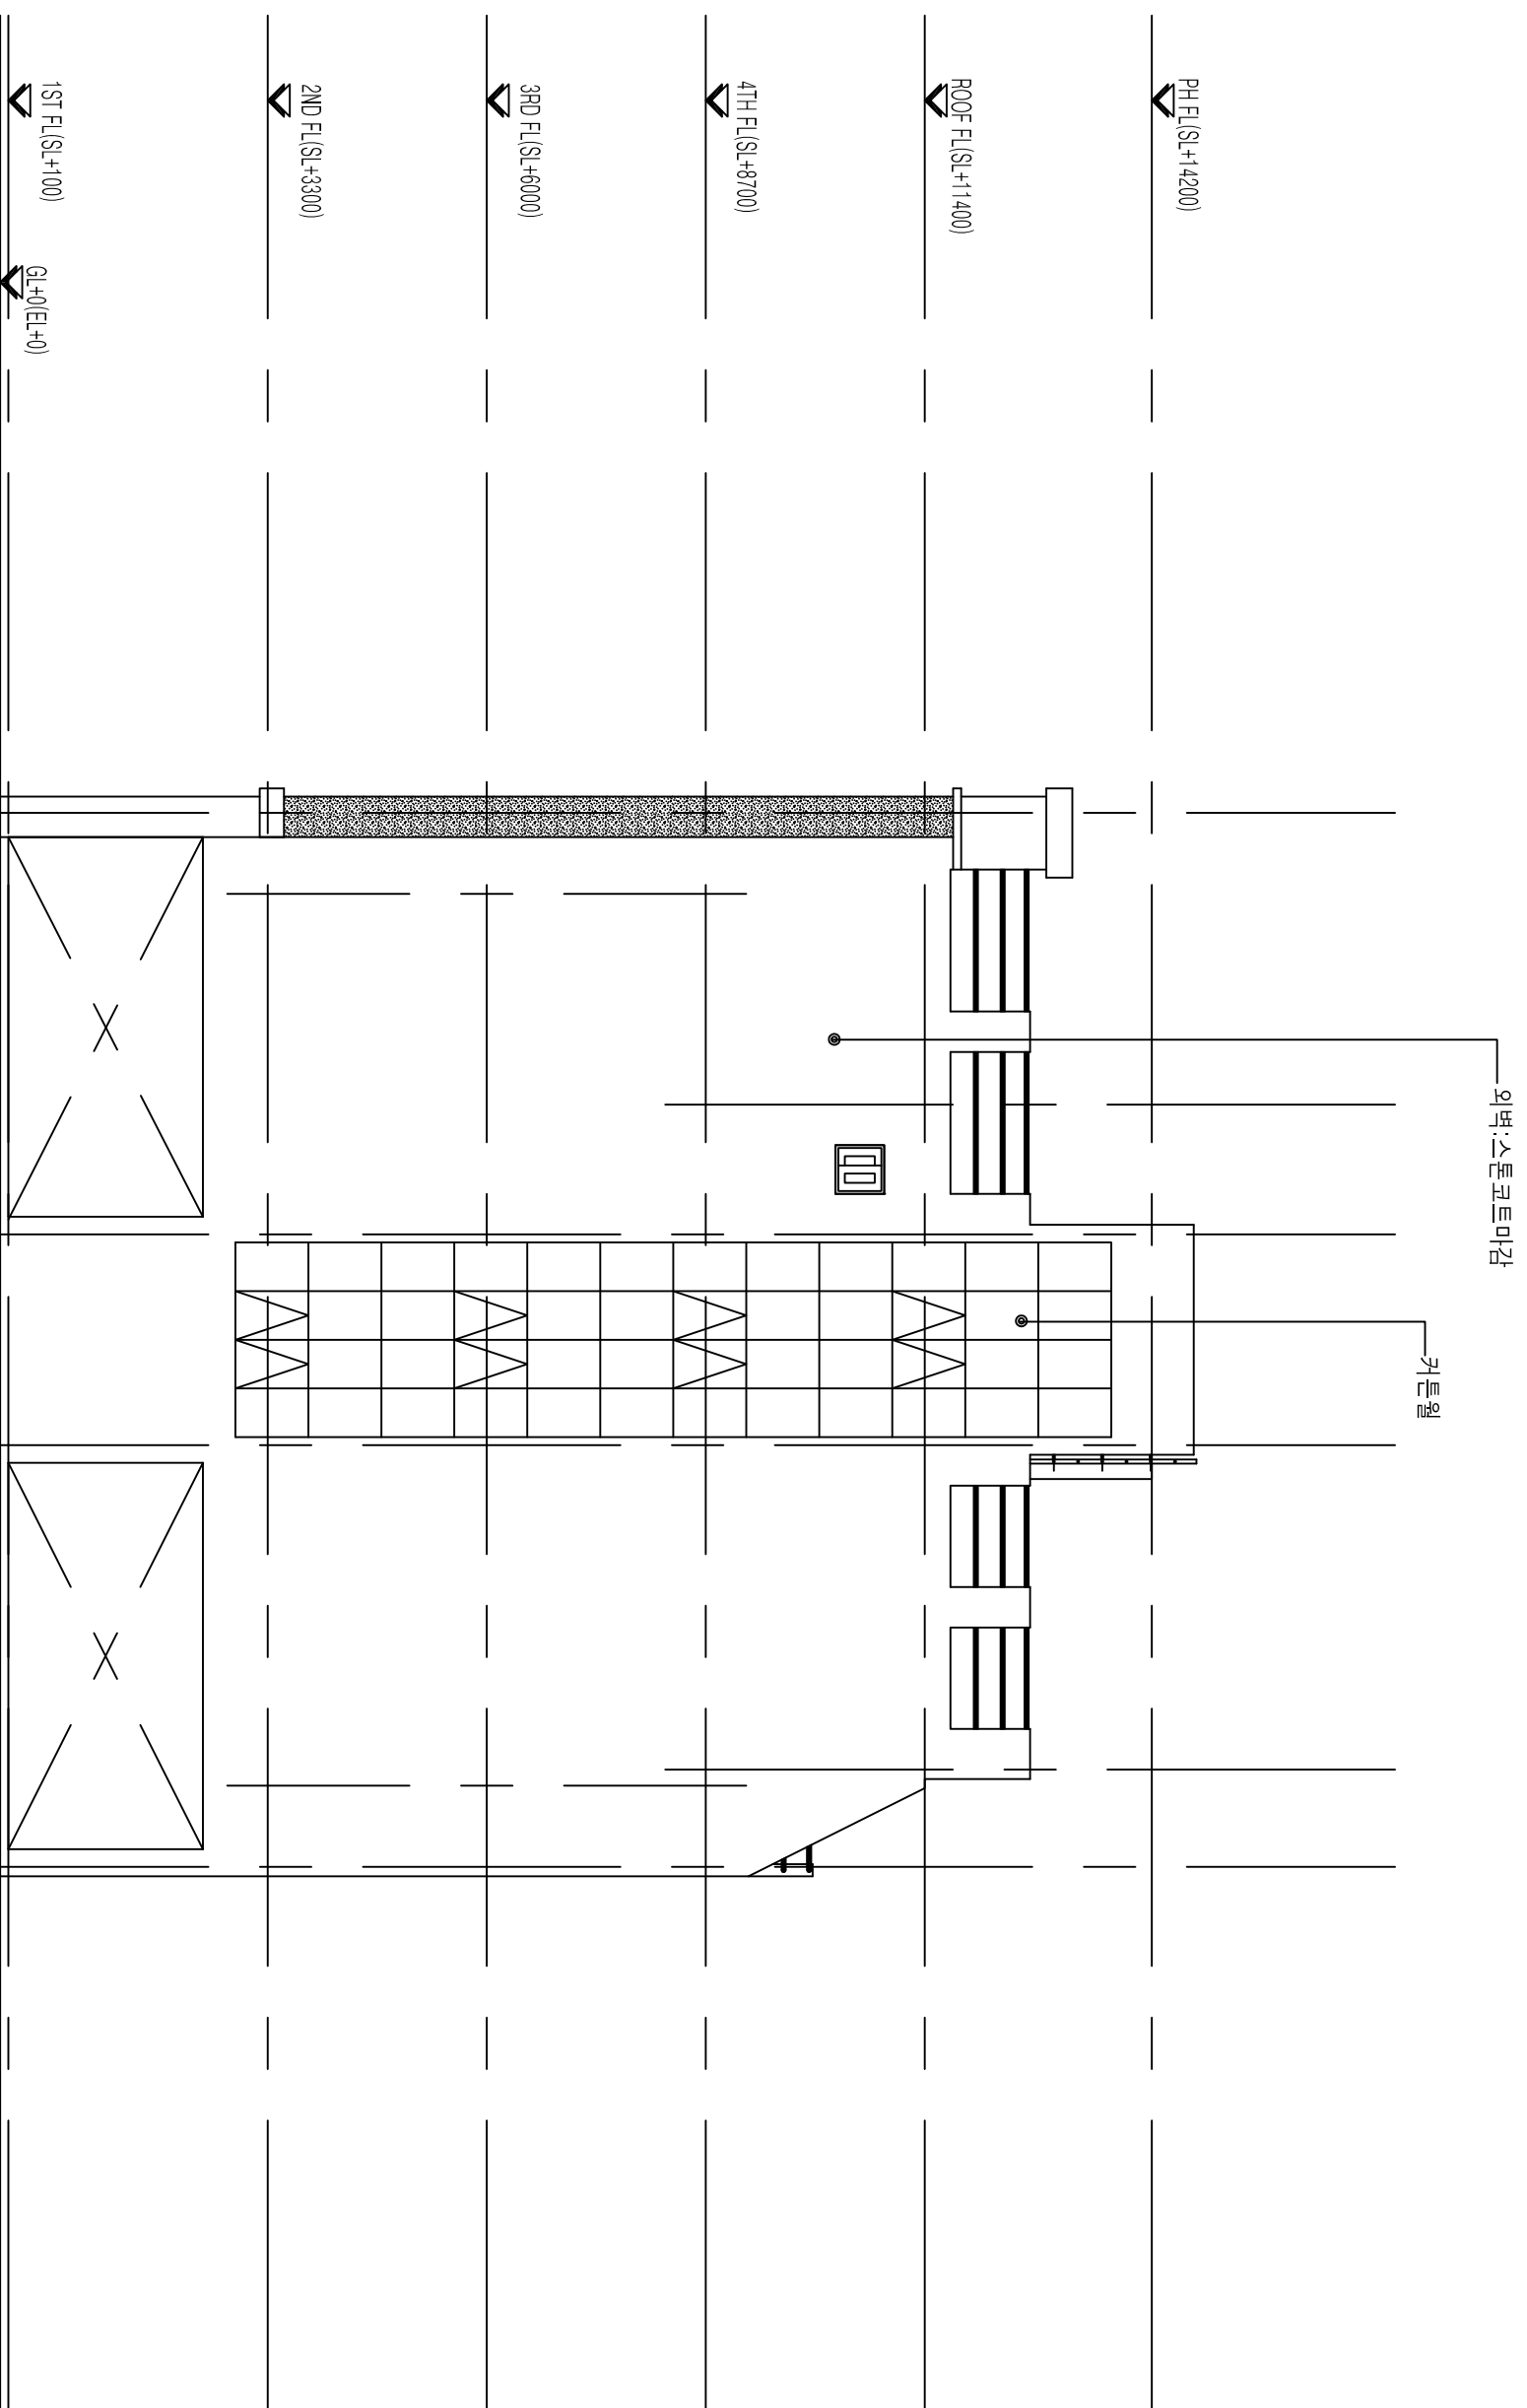 외벽:스톤코트마감
커튼월
PH FL(SL+14200)
ROOF FL(SL+11400)
4TH FL(SL+8700)
3RD FL(SL+6000)
2ND FL(SL+3300)
1ST FL(SL+100)
GL+0(EL+0)